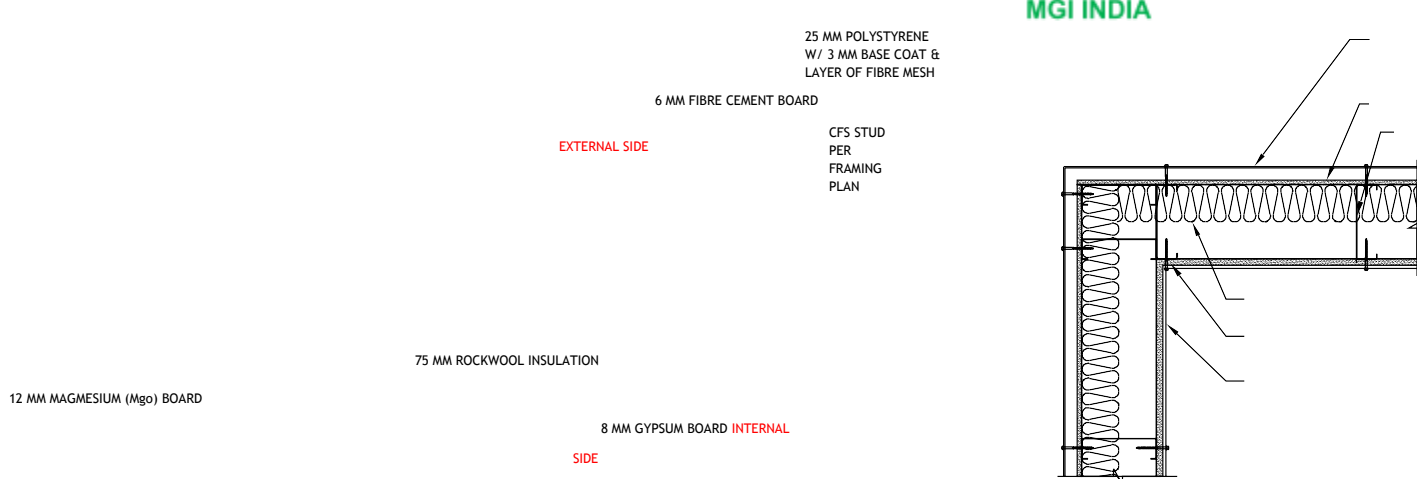 MGI INDIA
25 MM POLYSTYRENE
W/ 3 MM BASE COAT &
LAYER OF FIBRE MESH
6 MM FIBRE CEMENT BOARD
CFS STUD
PER
FRAMING
PLAN
EXTERNAL SIDE
75 MM ROCKWOOL INSULATION
12 MM MAGMESIUM (Mgo) BOARD
8 MM GYPSUM BOARD INTERNAL
SIDE